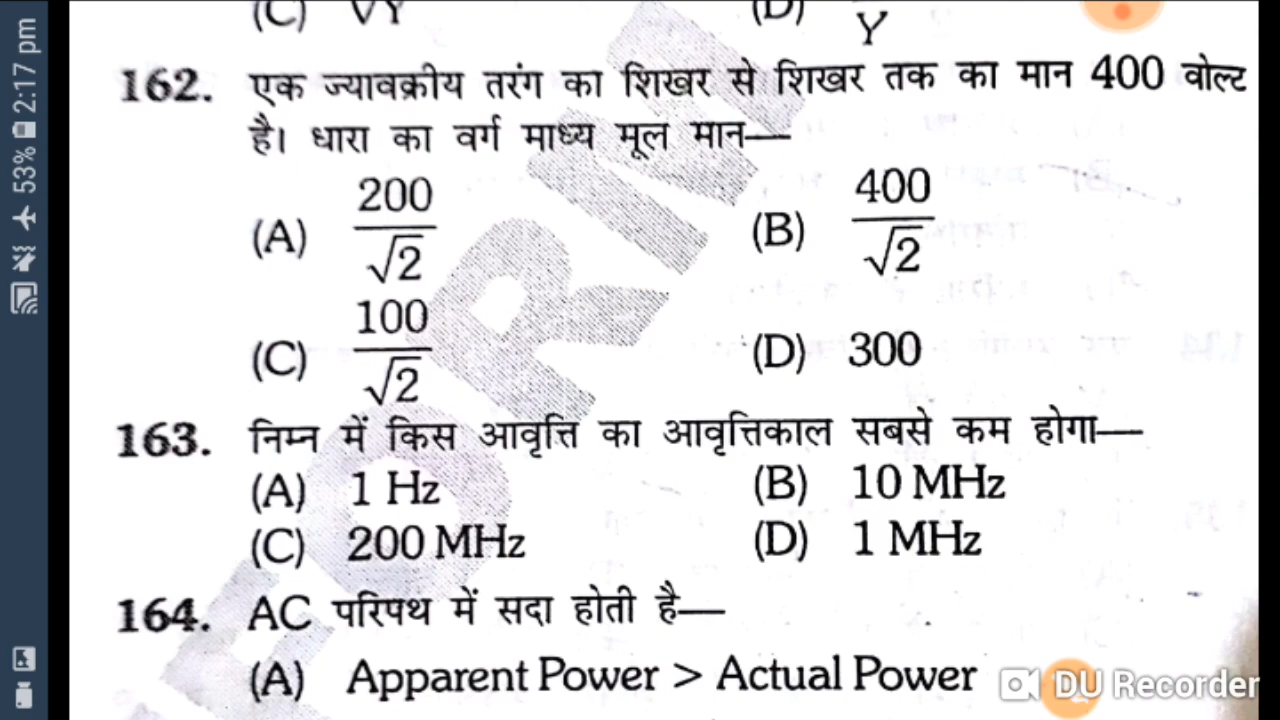 (C) VY (D) Y
162. एक ज्यावक्रीय तरंग का शिखर से शिखर तक का मान 400 वोल्ट
है। धारा का वर्ग माध्य मूल मान—
(A) 200/√2 (B) 400/√2
(C) 100/√2 (D) 300
163. निम्न में किस आवृत्ति का आवृत्तिकाल सबसे कम होगा—
(A) 1 Hz (B) 10 MHz
(C) 200 MHz (D) 1 MHz
164. AC परिपथ में सदा होती है—
(A) Apparent Power > Actual Power
DU Recorder
53% 2:17 pm